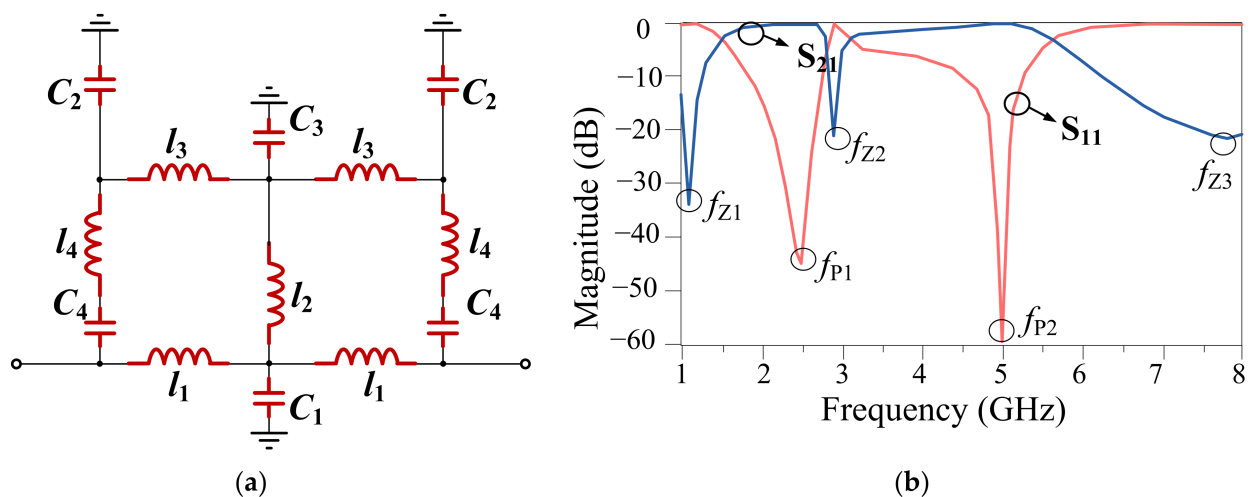 C2
C2
C3
l3
l3
l4
l4
l2
C4
C4
l1
l1
C1
(a)
Magnitude (dB)
0
−10
−20
−30
−40
−50
−60
S21
S11
fZ1
fZ2
fZ3
fP1
fP2
1 2 3 4 5 6 7 8
Frequency (GHz)
(b)